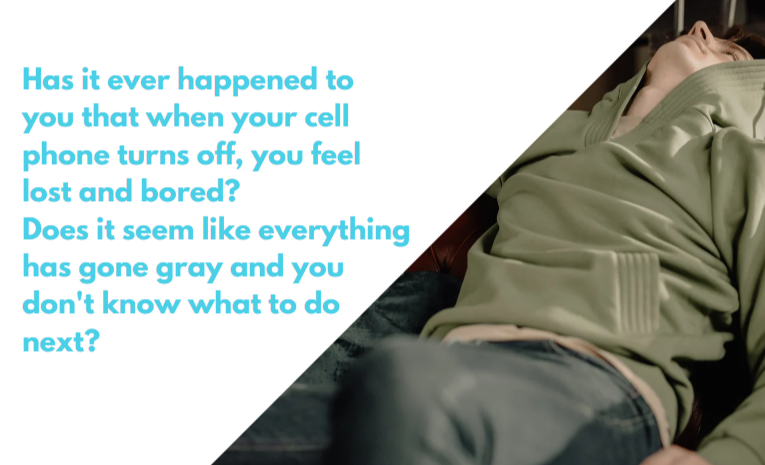 Has it ever happened to
you that when your cell
phone turns off, you feel
lost and bored?
Does it seem like everything
has gone gray and you
don't know what to do
next?